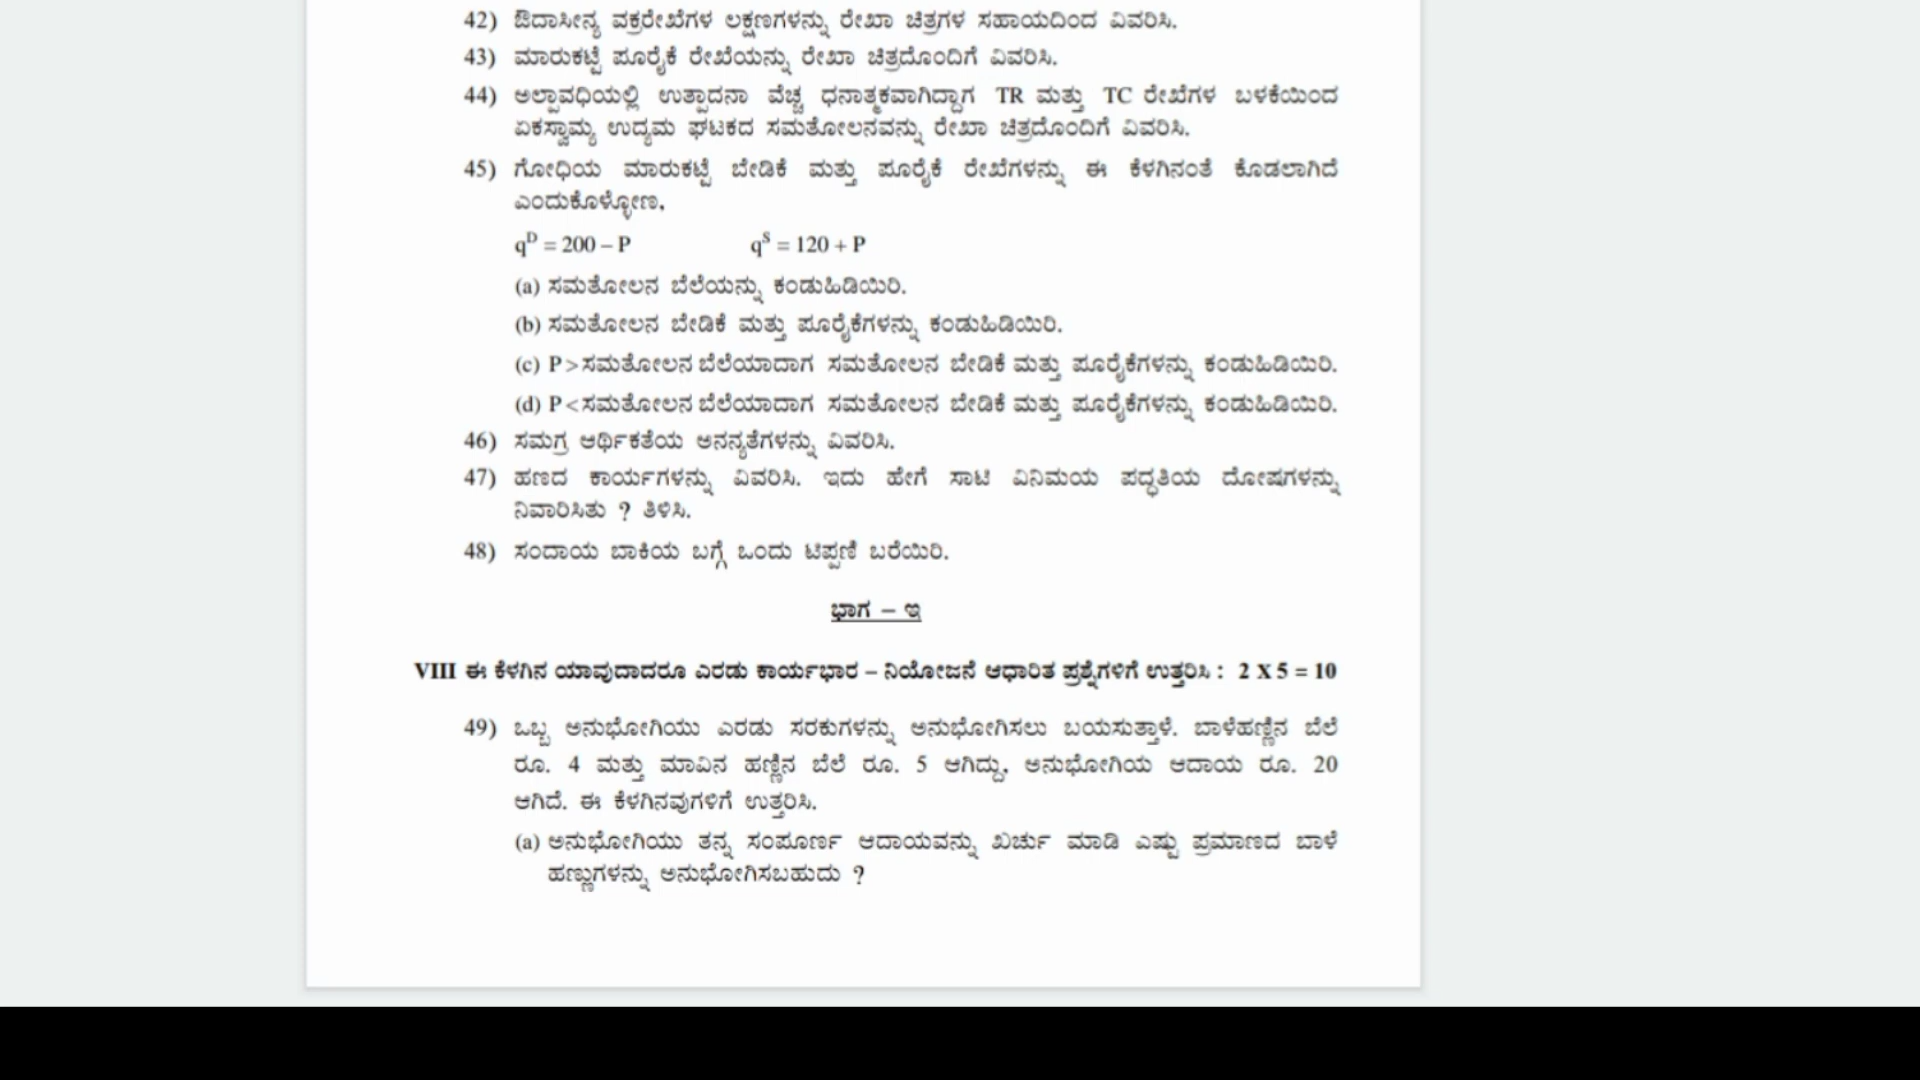 42) ಔದಾಸೀನ್ಯ ವಕ್ರರೇಖೆಗಳ ಲಕ್ಷಣಗಳನ್ನು ರೇಖಾ ಚಿತ್ರಗಳ ಸಹಾಯದಿಂದ ವಿವರಿಸಿ.
43) ಮಾರುಕಟ್ಟೆ ಪೂರೈಕೆ ರೇಖೆಯನ್ನು ರೇಖಾ ಚಿತ್ರದೊಂದಿಗೆ ವಿವರಿಸಿ.
44) ಅಲ್ಪಾವಧಿಯಲ್ಲಿ ಉತ್ಪಾದನಾ ವೆಚ್ಚ ಧನಾತ್ಮಕವಾಗಿದ್ದಾಗ TR ಮತ್ತು TC ರೇಖೆಗಳ ಬಳಕೆಯಿಂದ
ಏಕಸ್ವಾಮ್ಯ ಉದ್ಯಮ ಘಟಕದ ಸಮತೋಲನವನ್ನು ರೇಖಾ ಚಿತ್ರದೊಂದಿಗೆ ವಿವರಿಸಿ.
45) ಗೋಧಿಯ ಮಾರುಕಟ್ಟೆ ಬೇಡಿಕೆ ಮತ್ತು ಪೂರೈಕೆ ರೇಖೆಗಳನ್ನು ಈ ಕೆಳಗಿನಂತೆ ಕೊಡಲಾಗಿದೆ
ಎಂದುಕೊಳ್ಳೋಣ,
qᴰ = 200 – P qˢ = 120 + P
(a) ಸಮತೋಲನ ಬೆಲೆಯನ್ನು ಕಂಡುಹಿಡಿಯಿರಿ.
(b) ಸಮತೋಲನ ಬೇಡಿಕೆ ಮತ್ತು ಪೂರೈಕೆಗಳನ್ನು ಕಂಡುಹಿಡಿಯಿರಿ.
(c) P > ಸಮತೋಲನ ಬೆಲೆಯಾದಾಗ ಸಮತೋಲನ ಬೇಡಿಕೆ ಮತ್ತು ಪೂರೈಕೆಗಳನ್ನು ಕಂಡುಹಿಡಿಯಿರಿ.
(d) P < ಸಮತೋಲನ ಬೆಲೆಯಾದಾಗ ಸಮತೋಲನ ಬೇಡಿಕೆ ಮತ್ತು ಪೂರೈಕೆಗಳನ್ನು ಕಂಡುಹಿಡಿಯಿರಿ.
46) ಸಮಗ್ರ ಆರ್ಥಿಕತೆಯ ಅನನ್ಯತೆಗಳನ್ನು ವಿವರಿಸಿ.
47) ಹಣದ ಕಾರ್ಯಗಳನ್ನು ವಿವರಿಸಿ. ಇದು ಹೇಗೆ ಸಾಟಿ ವಿನಿಮಯ ಪದ್ಧತಿಯ ದೋಷಗಳನ್ನು
ನಿವಾರಿಸಿತು ? ತಿಳಿಸಿ.
48) ಸಂದಾಯ ಬಾಕಿಯ ಬಗ್ಗೆ ಒಂದು ಟಿಪ್ಪಣಿ ಬರೆಯಿರಿ.
ಭಾಗ – ಇ
VIII ಈ ಕೆಳಗಿನ ಯಾವುದಾದರೂ ಎರಡು ಕಾರ್ಯಭಾರ – ನಿಯೋಜನೆ ಆಧಾರಿತ ಪ್ರಶ್ನೆಗಳಿಗೆ ಉತ್ತರಿಸಿ : 2 X 5 = 10
49) ಒಬ್ಬ ಅನುಭೋಗಿಯು ಎರಡು ಸರಕುಗಳನ್ನು ಅನುಭೋಗಿಸಲು ಬಯಸುತ್ತಾಳೆ. ಬಾಳೆಹಣ್ಣಿನ ಬೆಲೆ
ರೂ. 4 ಮತ್ತು ಮಾವಿನ ಹಣ್ಣಿನ ಬೆಲೆ ರೂ. 5 ಆಗಿದ್ದು, ಅನುಭೋಗಿಯ ಆದಾಯ ರೂ. 20
ಆಗಿದೆ. ಈ ಕೆಳಗಿನವುಗಳಿಗೆ ಉತ್ತರಿಸಿ.
(a) ಅನುಭೋಗಿಯು ತನ್ನ ಸಂಪೂರ್ಣ ಆದಾಯವನ್ನು ಖರ್ಚು ಮಾಡಿ ಎಷ್ಟು ಪ್ರಮಾಣದ ಬಾಳೆ
ಹಣ್ಣುಗಳನ್ನು ಅನುಭೋಗಿಸಬಹುದು ?